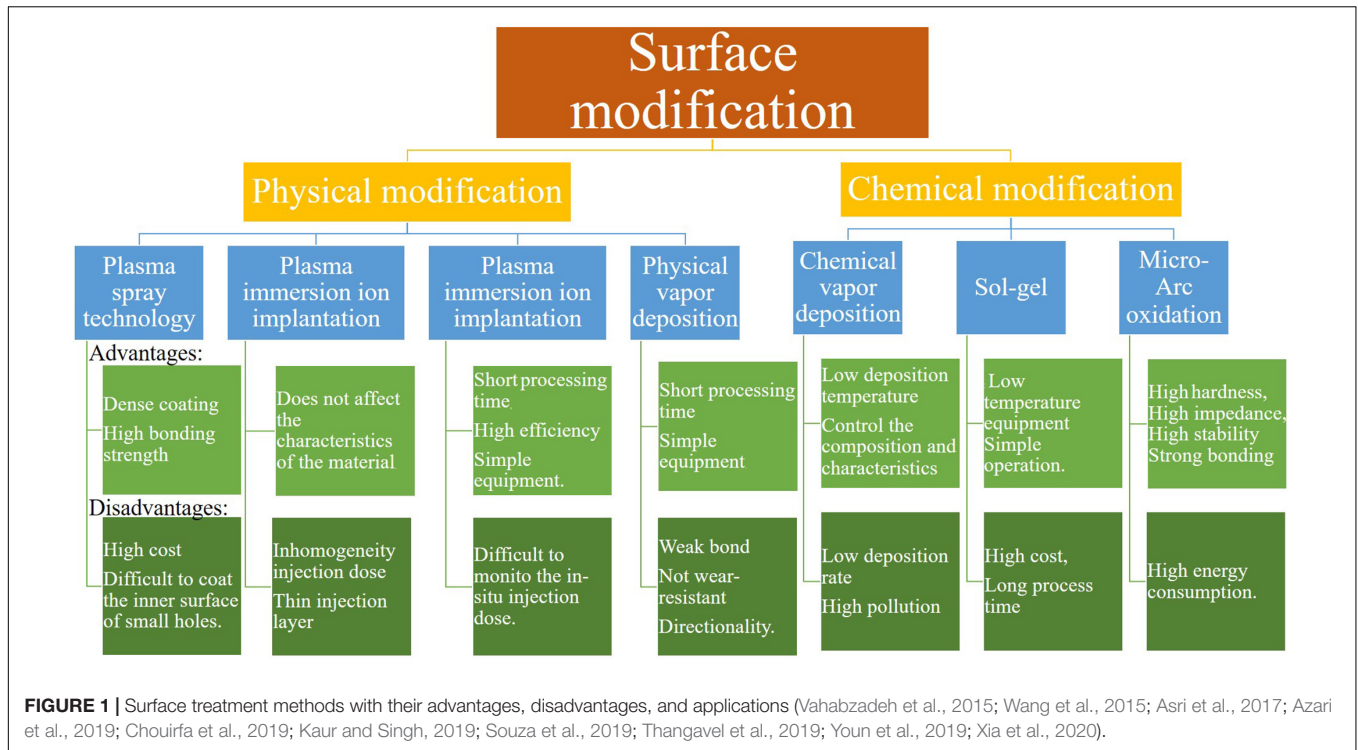 Surface
modification
Physical modification
Chemical modification
Plasma
spray
technology
Plasma
immersion ion
implantation
Plasma
immersion ion
implantation
Physical
vapor
deposition
Chemical
vapor
deposition
Sol-gel
Micro-
Arc
oxidation
Advantages:
Dense coating
High bonding
strength
Does not affect
the
characteristics
of the material
Short processing
time.
High efficiency
Simple
equipment.
Short processing
time
Simple
equipment
Low deposition
temperature
Control the
composition and
characteristics
Low
temperature
equipment
Simple
operation.
High hardness,
High impedance,
High stability
Strong bonding
Disadvantages:
High cost
Difficult to coat
the inner surface
of small holes.
Inhomogeneity
injection dose
Thin injection
layer
Difficult to
monito the in-
situ injection
dose.
Weak bond
Not wear-
resistant
Directionality.
Low deposition
rate
High pollution
High cost,
Long process
time
High energy
consumption.
FIGURE 1 | Surface treatment methods with their advantages, disadvantages, and applications (Vahabzadeh et al., 2015; Wang et al., 2015; Asri et al., 2017; Azari
et al., 2019; Chouirfa et al., 2019; Kaur and Singh, 2019; Souza et al., 2019; Thangavel et al., 2019; Youn et al., 2019; Xia et al., 2020).